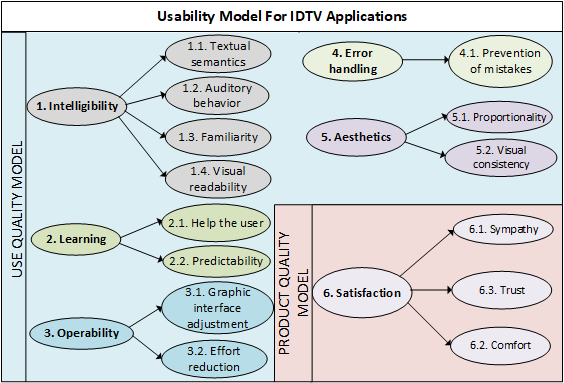 Usability Model For IDTV Applications
USE QUALITY MODEL
1. Intelligibility
1.1. Textual
semantics
1.2. Auditory
behavior
1.3. Familiarity
1.4. Visual
readability
2. Learning
2.1. Help the user
2.2. Predictability
3. Operability
3.1. Graphic
interface
adjustment
3.2. Effort
reduction
4. Error
handling
4.1. Prevention
of mistakes
5. Aesthetics
5.1. Proportionality
5.2. Visual
consistency
PRODUCT QUALITY
MODEL
6. Satisfaction
6.1. Sympathy
6.3. Trust
6.2. Comfort